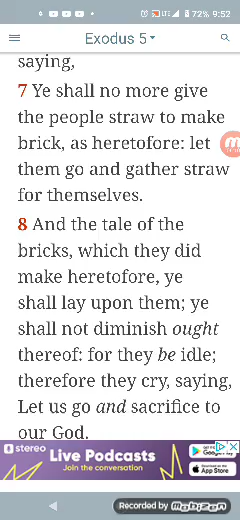 72% 9:52
Exodus 5
saying,
7 Ye shall no more give
the people straw to make
brick, as heretofore: let
them go and gather straw
for themselves.
8 And the tale of the
bricks, which they did
make heretofore, ye
shall lay upon them; ye
shall not diminish ought
thereof: for they be idle;
therefore they cry, saying,
Let us go and sacrifice to
our God.
stereo
Live Podcasts
Join the conversation
App Store
Recorded by mobizen